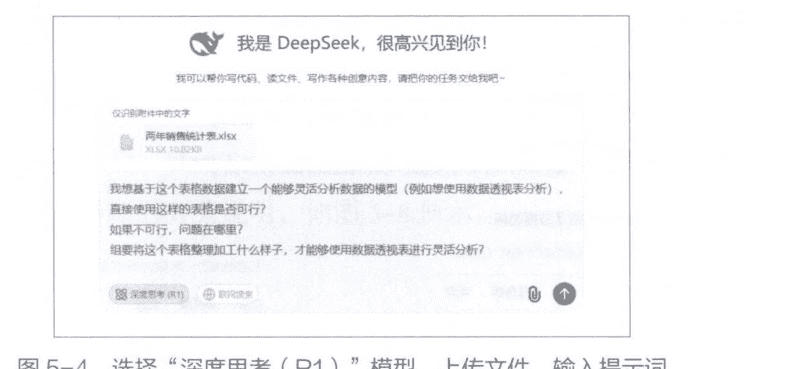 我是 DeepSeek，很高兴见到你！
我可以帮你写代码、读文件、写作各种创意内容，请把你的任务交给我吧~
仅识别附件中的文字
两年销售统计表.xlsx
XLSX 10.82KB
我想基于这个表格数据建立一个能够灵活分析数据的模型（例如想使用数据透视表分析），
直接使用这样的表格是否可行？
如果不可行，问题在哪里？
组要将这个表格整理加工什么样子，才能够使用数据透视表进行灵活分析？
深度思考 (R1)
联网搜索
图 5-4 选择“深度思考（R1）”模型，上传文件，输入提示词